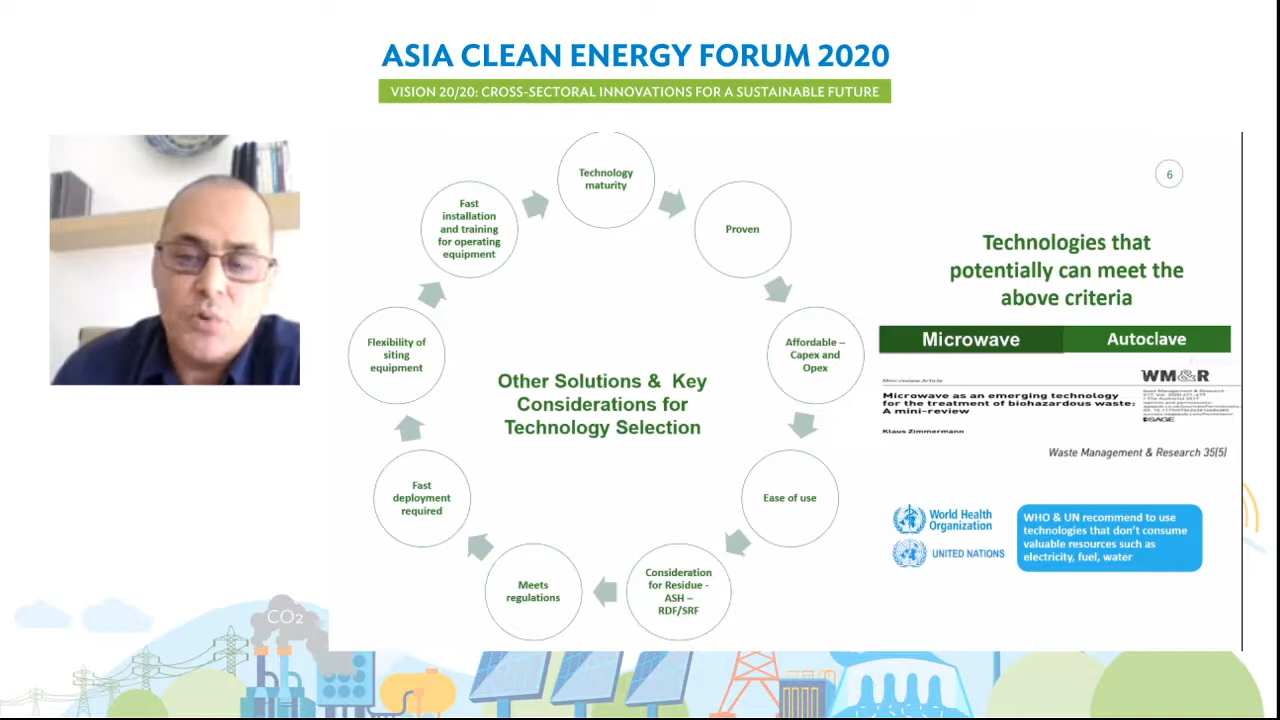 ASIA CLEAN ENERGY FORUM 2020
VISION 20/20: CROSS-SECTORAL INNOVATIONS FOR A SUSTAINABLE FUTURE
6
Technology
maturity
Proven
Affordable –
Capex and
Opex
Ease of use
Consideration
for Residue -
ASH –
RDF/SRF
Meets
regulations
Fast
deployment
required
Flexibility of
siting
equipment
Fast
installation
and training
for operating
equipment
Other Solutions & Key
Considerations for
Technology Selection
Technologies that
potentially can meet the
above criteria
Microwave
Autoclave
Mini-review Article
WM&R
Microwave as an emerging technology
for the treatment of biohazardous waste:
A mini-review
Klaus Zimmermann
SAGE
Waste Management & Research 35(5)
World Health
Organization
UNITED NATIONS
WHO & UN recommend to use
technologies that don't consume
valuable resources such as
electricity, fuel, water
CO2